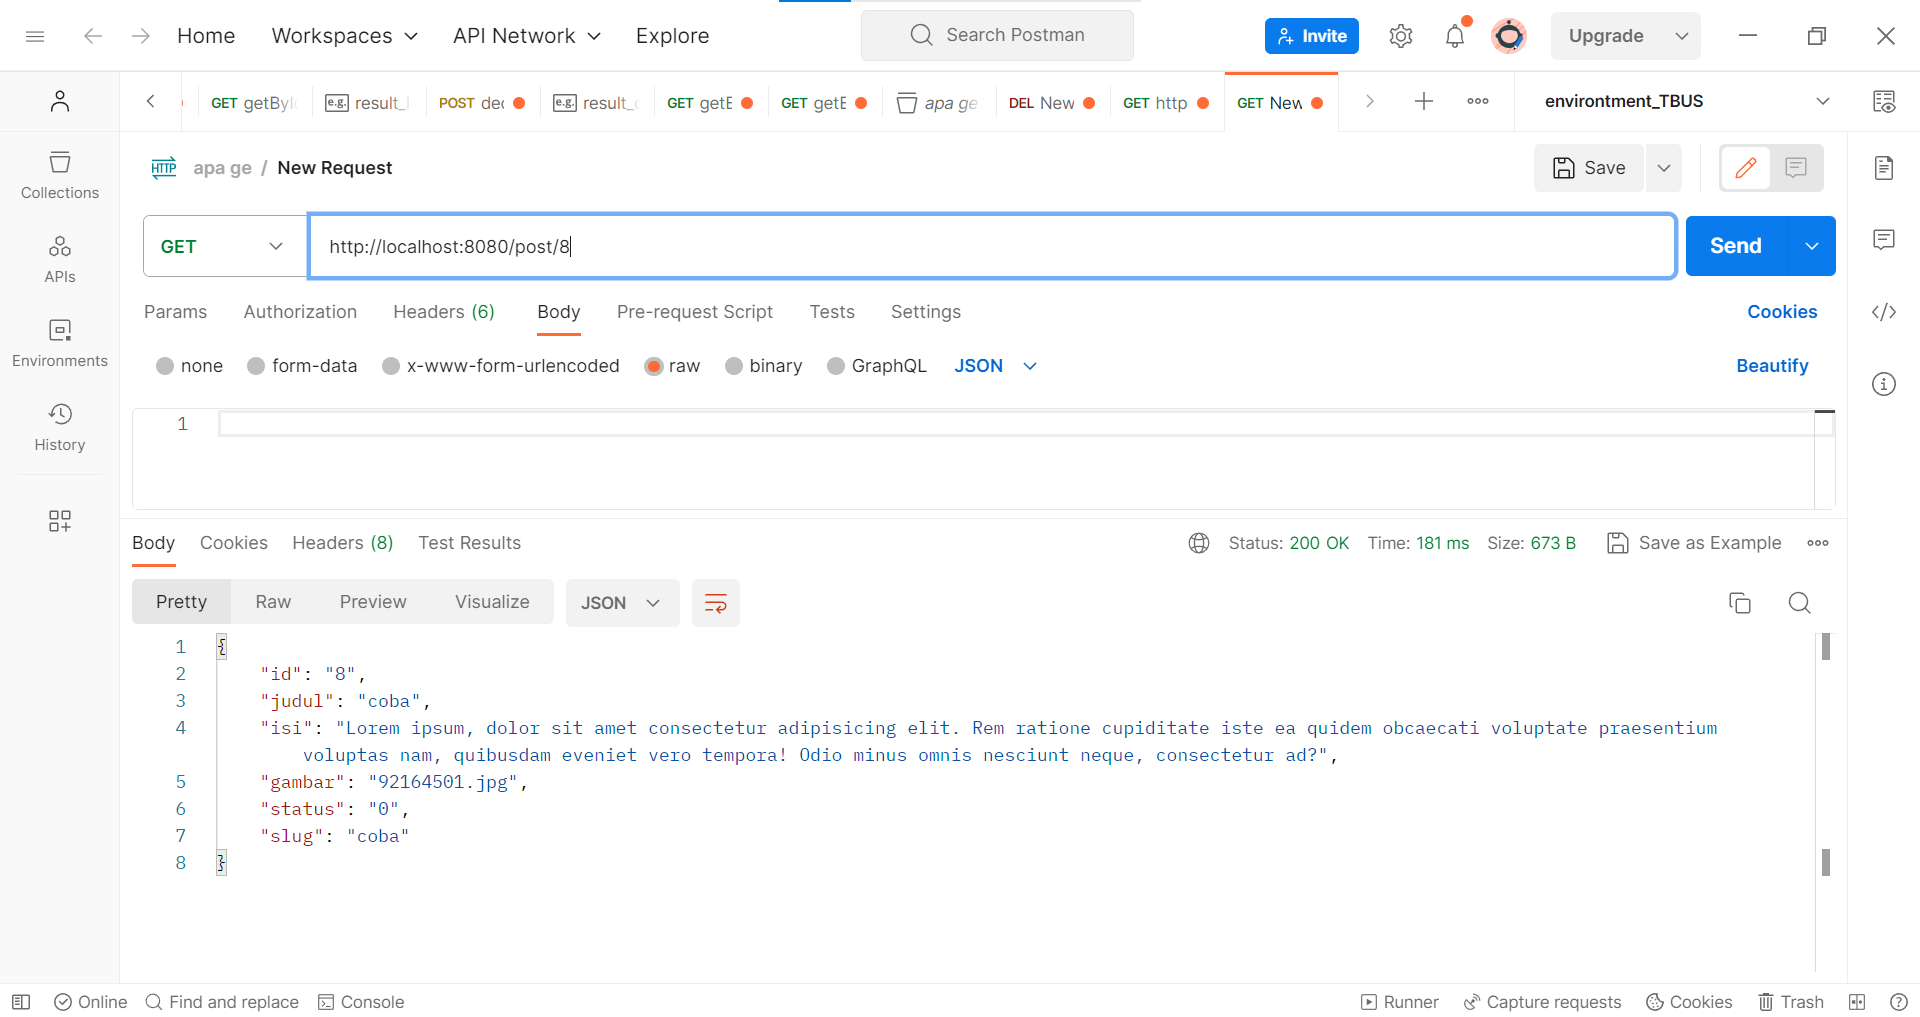 Home Workspaces API Network Explore Search Postman Invite Upgrade
GET getByIc e.g. result_l POST dec e.g. result_c GET getE GET getE apa ge DEL New GET http GET New environtment_TBUS
HTTP apa ge / New Request Save
Collections
GET http://localhost:8080/post/8 Send
APIs
Params Authorization Headers (6) Body Pre-request Script Tests Settings Cookies
Environments
none form-data x-www-form-urlencoded raw binary GraphQL JSON Beautify
1
History
Body Cookies Headers (8) Test Results Status: 200 OK Time: 181 ms Size: 673 B Save as Example
Pretty Raw Preview Visualize JSON
1 {
2 "id": "8",
3 "judul": "coba",
4 "isi": "Lorem ipsum, dolor sit amet consectetur adipisicing elit. Rem ratione cupiditate iste ea quidem obcaecati voluptate praesentium
voluptas nam, quibusdam eveniet vero tempora! Odio minus omnis nesciunt neque, consectetur ad?",
5 "gambar": "92164501.jpg",
6 "status": "0",
7 "slug": "coba"
8 }
Online Find and replace Console Runner Capture requests Cookies Trash